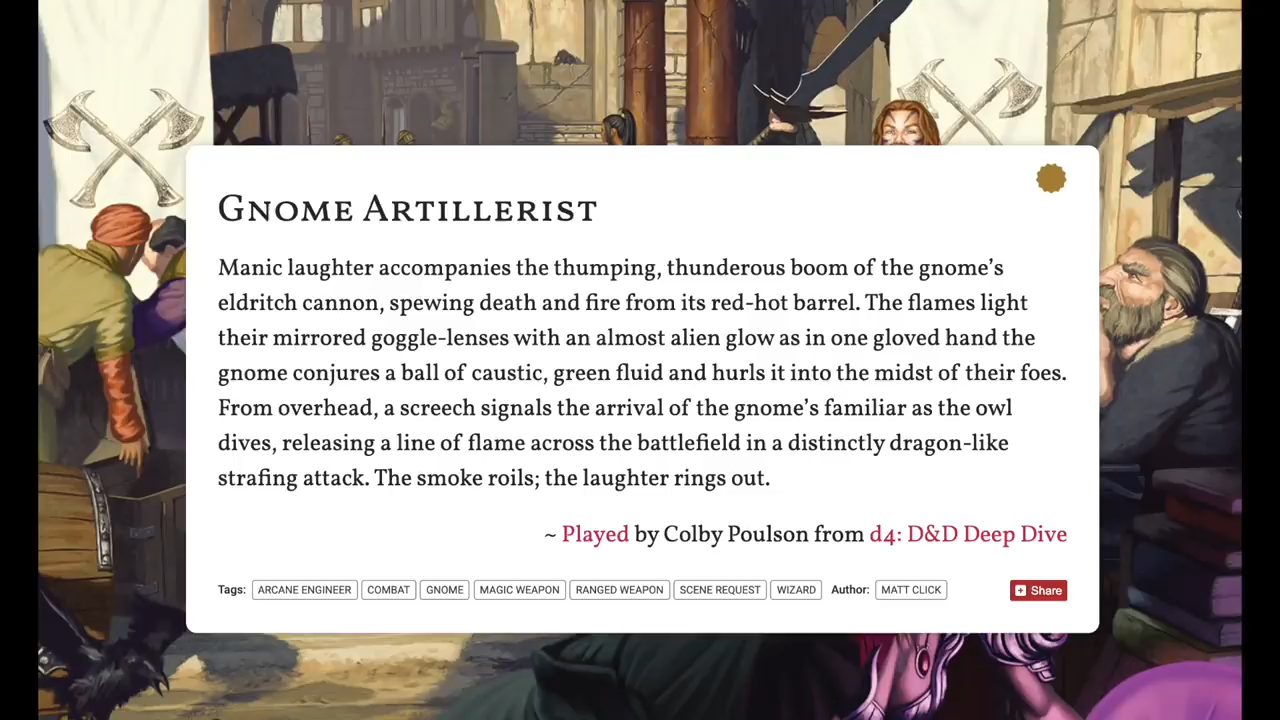 Gnome Artillerist
Manic laughter accompanies the thumping, thunderous boom of the gnome’s
eldritch cannon, spewing death and fire from its red-hot barrel. The flames light
their mirrored goggle-lenses with an almost alien glow as in one gloved hand the
gnome conjures a ball of caustic, green fluid and hurls it into the midst of their foes.
From overhead, a screech signals the arrival of the gnome’s familiar as the owl
dives, releasing a line of flame across the battlefield in a distinctly dragon-like
strafing attack. The smoke roils; the laughter rings out.
~ Played by Colby Poulson from d4: D&D Deep Dive
Tags: ARCANE ENGINEER COMBAT GNOME MAGIC WEAPON RANGED WEAPON SCENE REQUEST WIZARD Author: MATT CLICK Share